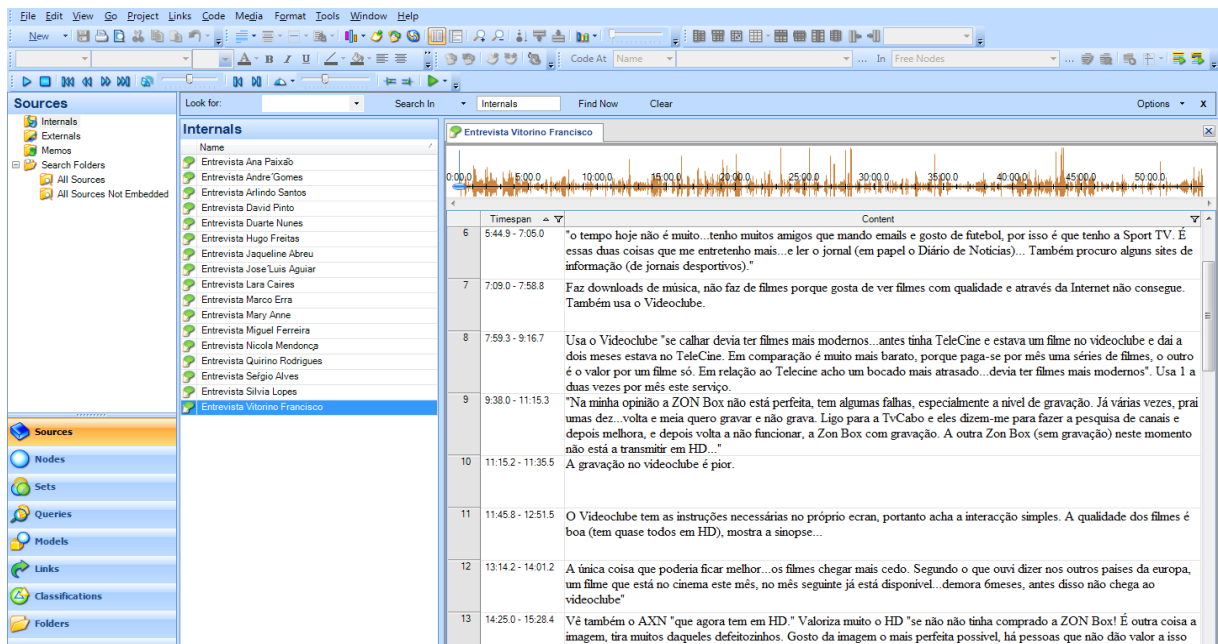 File Edit View Go Project Links Code Media Format Tools Window Help
New
A B I U Code At Name ... In Free Nodes ...
Sources
Look for: Search In Internals Find Now Clear Options x
Internals
Externals
Memos
Search Folders
All Sources
All Sources Not Embedded
Internals
Name
Entrevista Ana Paixão
Entrevista Andre´Gomes
Entrevista Arlindo Santos
Entrevista David Pinto
Entrevista Duarte Nunes
Entrevista Hugo Freitas
Entrevista Jaqueline Abreu
Entrevista Jose´Luis Aguiar
Entrevista Lara Caires
Entrevista Marco Erra
Entrevista Mary Anne
Entrevista Miguel Ferreira
Entrevista Nicola Mendonça
Entrevista Quirino Rodrigues
Entrevista Seŕgio Alves
Entrevista Silvia Lopes
Entrevista Vitorino Francisco
Sources
Nodes
Sets
Queries
Models
Links
Classifications
Folders
Entrevista Vitorino Francisco
0:00,0 5:00.0 10:00.0 15:00.0 20:00.0 25:00.0 30:00.0 35:00.0 40:00.0 45:00.0 50:00.0
Timespan Content
6 5:44.9 - 7:05.0 "o tempo hoje não é muito...tenho muitos amigos que mando emails e gosto de futebol, por isso é que tenho a Sport TV. É
essas duas coisas que me entretenho mais...e ler o jornal (em papel o Diário de Notícias)... Também procuro alguns sites de
informação (de jornais desportivos)."
7 7:09.0 - 7:58.8 Faz downloads de música, não faz de filmes porque gosta de ver filmes com qualidade e através da Internet não consegue.
Também usa o Videoclube.
8 7:59.3 - 9:16.7 Usa o Videoclube "se calhar devia ter filmes mais modernos...antes tinha TeleCine e estava um filme no videoclube e dai a
dois meses estava no TeleCine. Em comparação é muito mais barato, porque paga-se por mês uma séries de filmes, o outro
é o valor por um filme só. Em relação ao Telecine acho um bocado mais atrasado...devia ter filmes mais modernos". Usa 1 a
duas vezes por mês este serviço.
9 9:38.0 - 11:15.3 "Na minha opinião a ZON Box não está perfeita, tem algumas falhas, especialmente a nível de gravação. Já várias vezes, prai
umas dez...volta e meia quero gravar e não grava. Ligo para a TvCabo e eles dizem-me para fazer a pesquisa de canais e
depois melhora, e depois volta a não funcionar, a Zon Box com gravação. A outra Zon Box (sem gravação) neste momento
não está a transmitir em HD..."
10 11:15.2 - 11:35.5 A gravação no videoclube é pior.
11 11:45.8 - 12:51.5 O Videoclube tem as instruções necessárias no próprio ecran, portanto acha a interacção simples. A qualidade dos filmes é
boa (tem quase todos em HD), mostra a sinopse...
12 13:14.2 - 14:01.2 A única coisa que poderia ficar melhor...os filmes chegar mais cedo. Segundo o que ouvi dizer nos outros paises da europa,
um filme que está no cinema este mês, no mês seguinte já está disponível...demora 6meses, antes disso não chega ao
videoclube"
13 14:25.0 - 15:28.4 Vê também o AXN "que agora tem em HD." Valoriza muito o HD "se não não tinha comprado a ZON Box! É outra coisa a
imagem, tira muitos daqueles defeitozinhos. Gosto da imagem o mais perfeita possível, há pessoas que não dão valor a isso